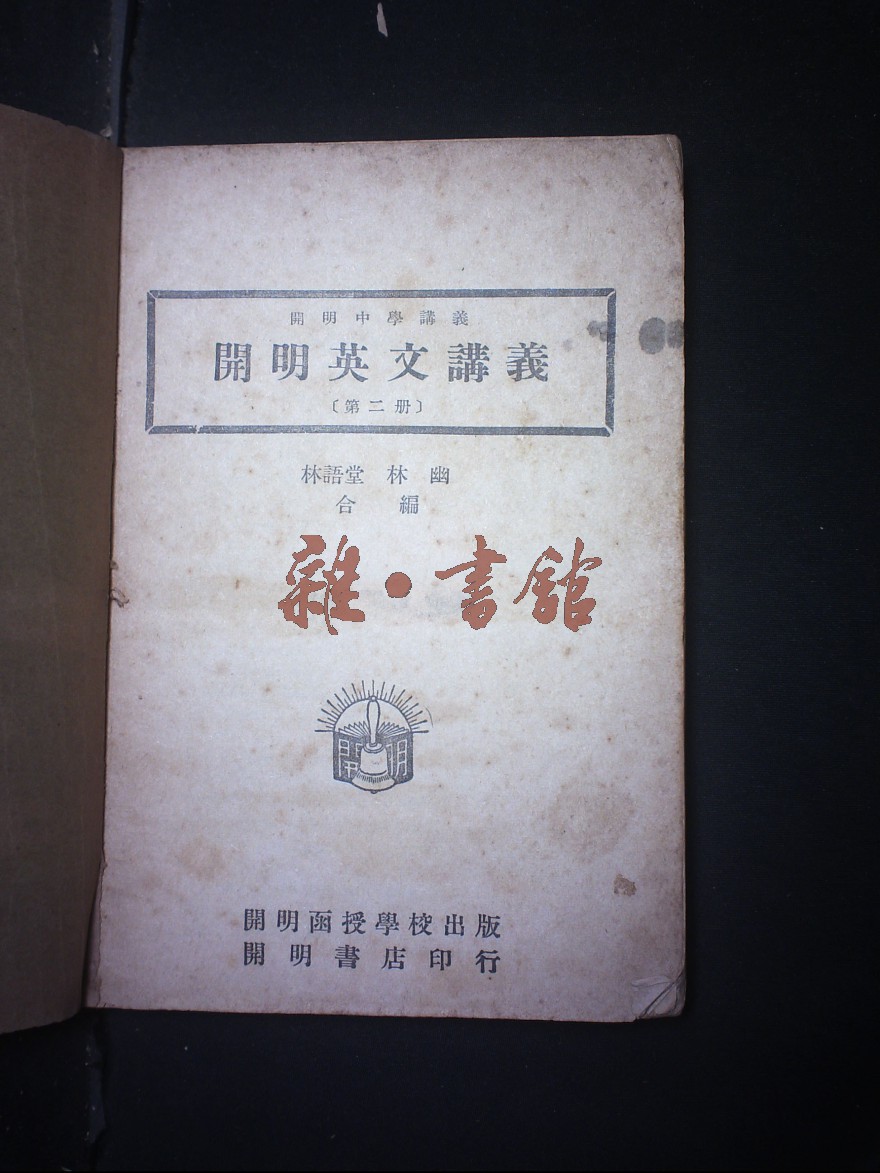 開明中學講義
開明英文講義
〔第二册〕
林語堂 林幽
合編
雜·書館
開明
開明函授學校出版
開明書店印行